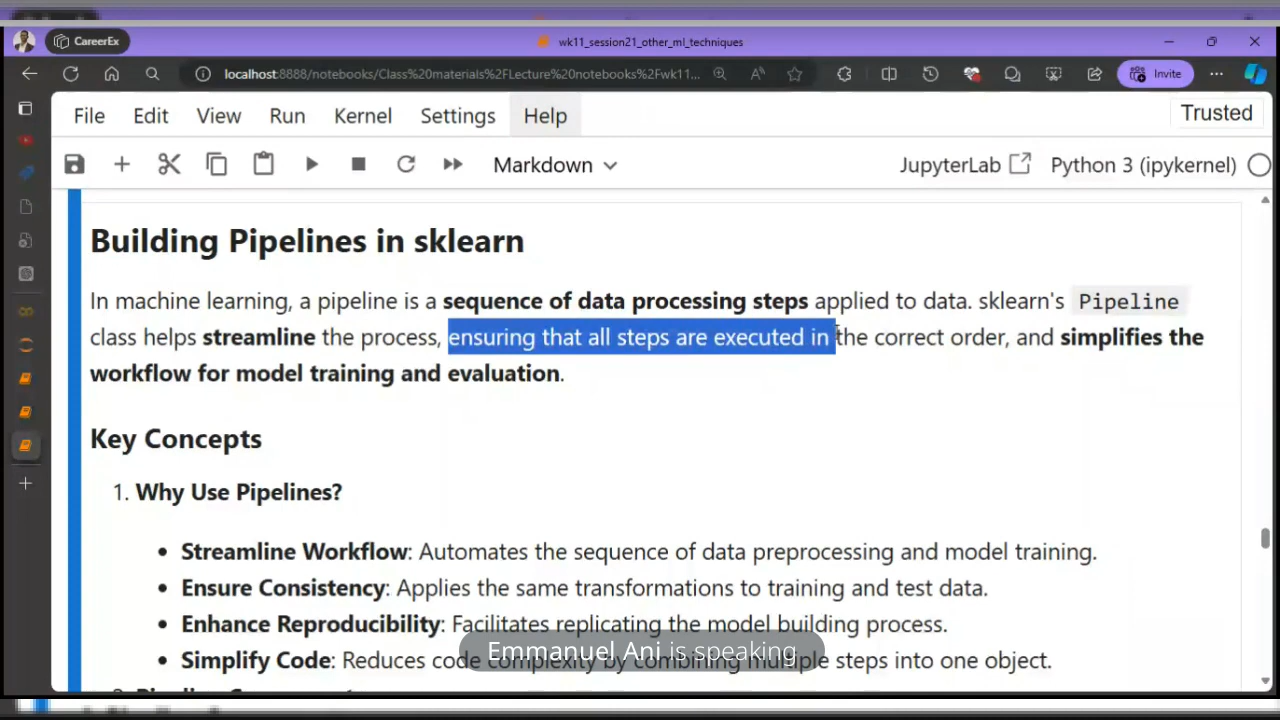 CareerEx
wk11_session21_other_ml_techniques
localhost:8888/notebooks/Class%20materials%2FLecture%20notebooks%2Fwk11...
Invite
File Edit View Run Kernel Settings Help
Trusted
Markdown
JupyterLab
Python 3 (ipykernel)
Building Pipelines in sklearn
In machine learning, a pipeline is a sequence of data processing steps applied to data. sklearn's Pipeline
class helps streamline the process, ensuring that all steps are executed in the correct order, and simplifies the
workflow for model training and evaluation.
Key Concepts
1. Why Use Pipelines?
• Streamline Workflow: Automates the sequence of data preprocessing and model training.
• Ensure Consistency: Applies the same transformations to training and test data.
• Enhance Reproducibility: Facilitates replicating the model building process.
• Simplify Code: Reduces code complexity by combining multiple steps into one object.
Emmanuel Ani is speaking